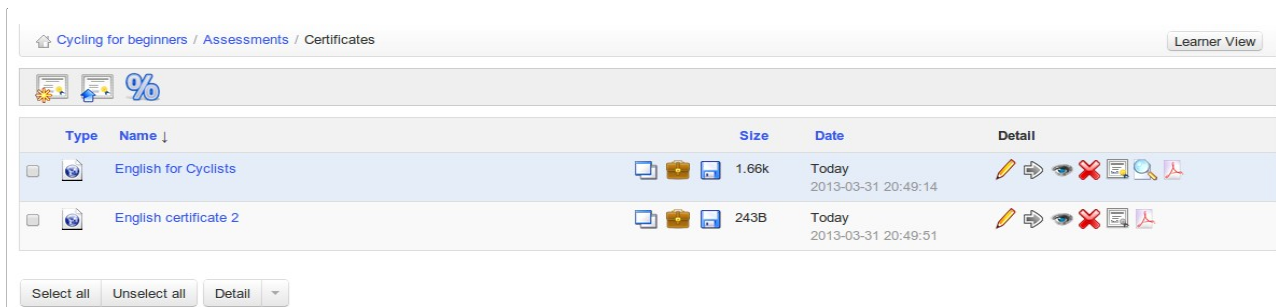 Cycling for beginners / Assessments / Certificates Learner View
%
Type Name ↓ Size Date Detail
English for Cyclists 1.66k Today
2013-03-31 20:49:14
English certificate 2 243B Today
2013-03-31 20:49:51
Select all Unselect all Detail